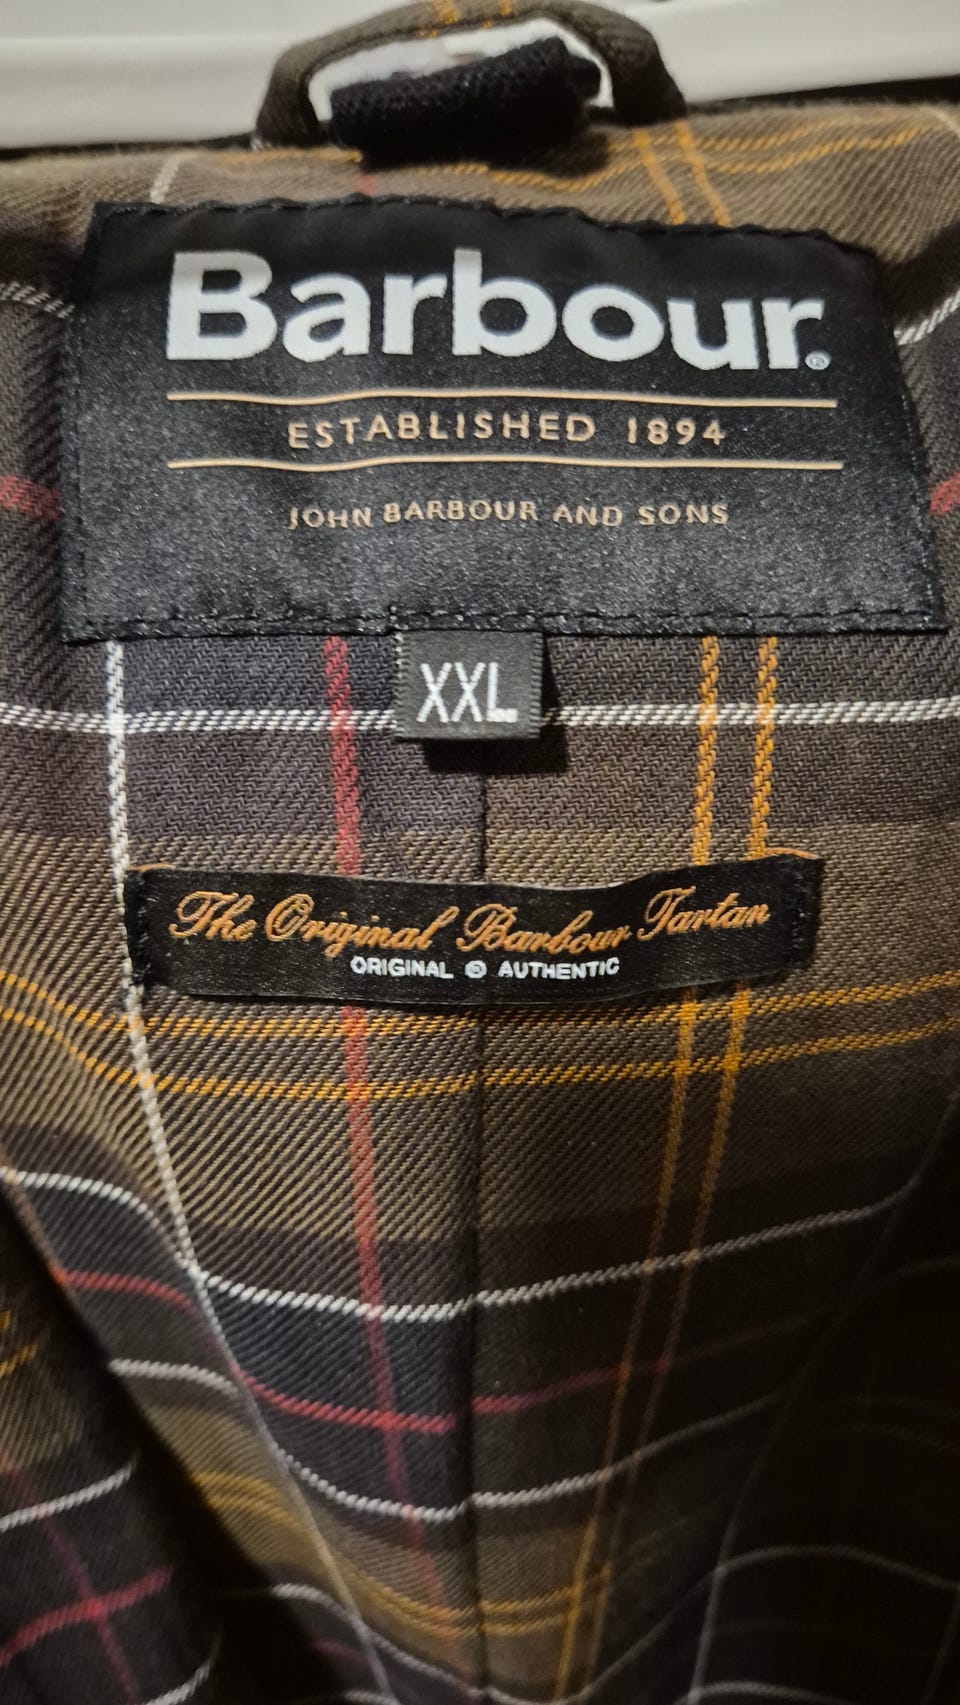 Barbour®
ESTABLISHED 1894
JOHN BARBOUR AND SONS
XXL
The Original Barbour Tartan
ORIGINAL AUTHENTIC